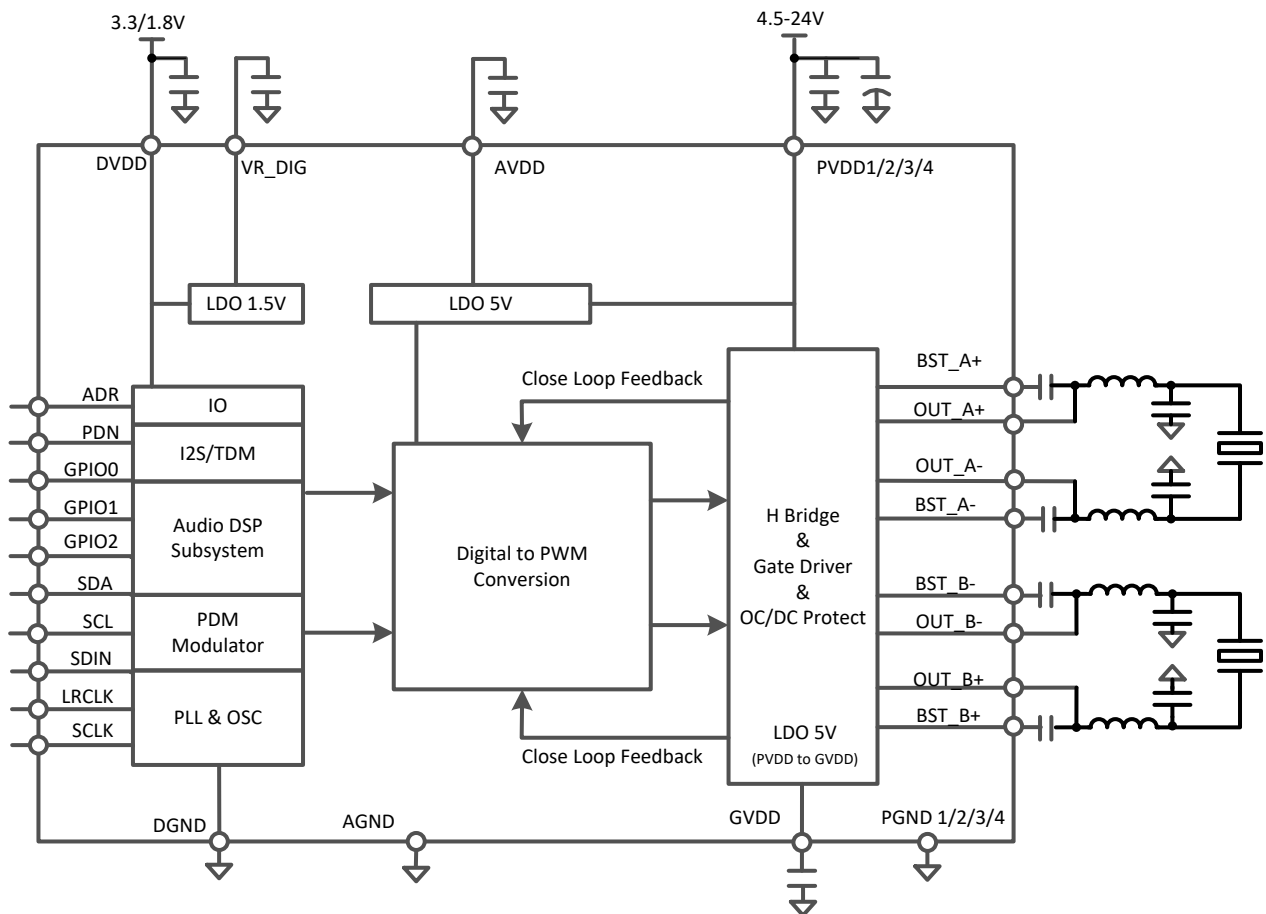 3.3/1.8V
4.5-24V
DVDD
VR_DIG
AVDD
PVDD1/2/3/4
LDO 1.5V
LDO 5V
ADR
PDN
GPIO0
GPIO1
GPIO2
SDA
SCL
SDIN
LRCLK
SCLK
IO
I2S/TDM
Audio DSP
Subsystem
PDM
Modulator
PLL & OSC
Close Loop Feedback
Digital to PWM
Conversion
Close Loop Feedback
H Bridge
&
Gate Driver
&
OC/DC Protect
LDO 5V
(PVDD to GVDD)
BST_A+
OUT_A+
OUT_A-
BST_A-
BST_B-
OUT_B-
OUT_B+
BST_B+
DGND
AGND
GVDD
PGND 1/2/3/4